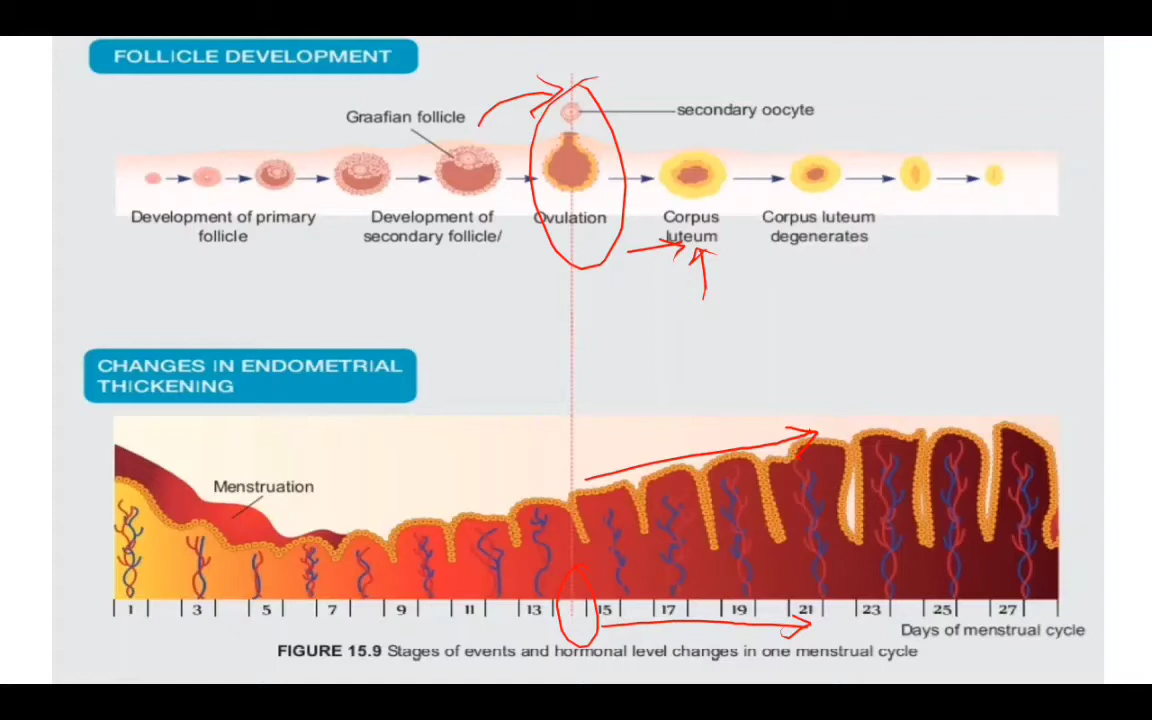 FOLLICLE DEVELOPMENT
secondary oocyte
Graafian follicle
Development of primary
follicle
Development of
secondary follicle/
Ovulation
Corpus
luteum
Corpus luteum
degenerates
CHANGES IN ENDOMETRIAL
THICKENING
Menstruation
1 3 5 7 9 11 13 15 17 19 21 23 25 27
Days of menstrual cycle
FIGURE 15.9 Stages of events and hormonal level changes in one menstrual cycle